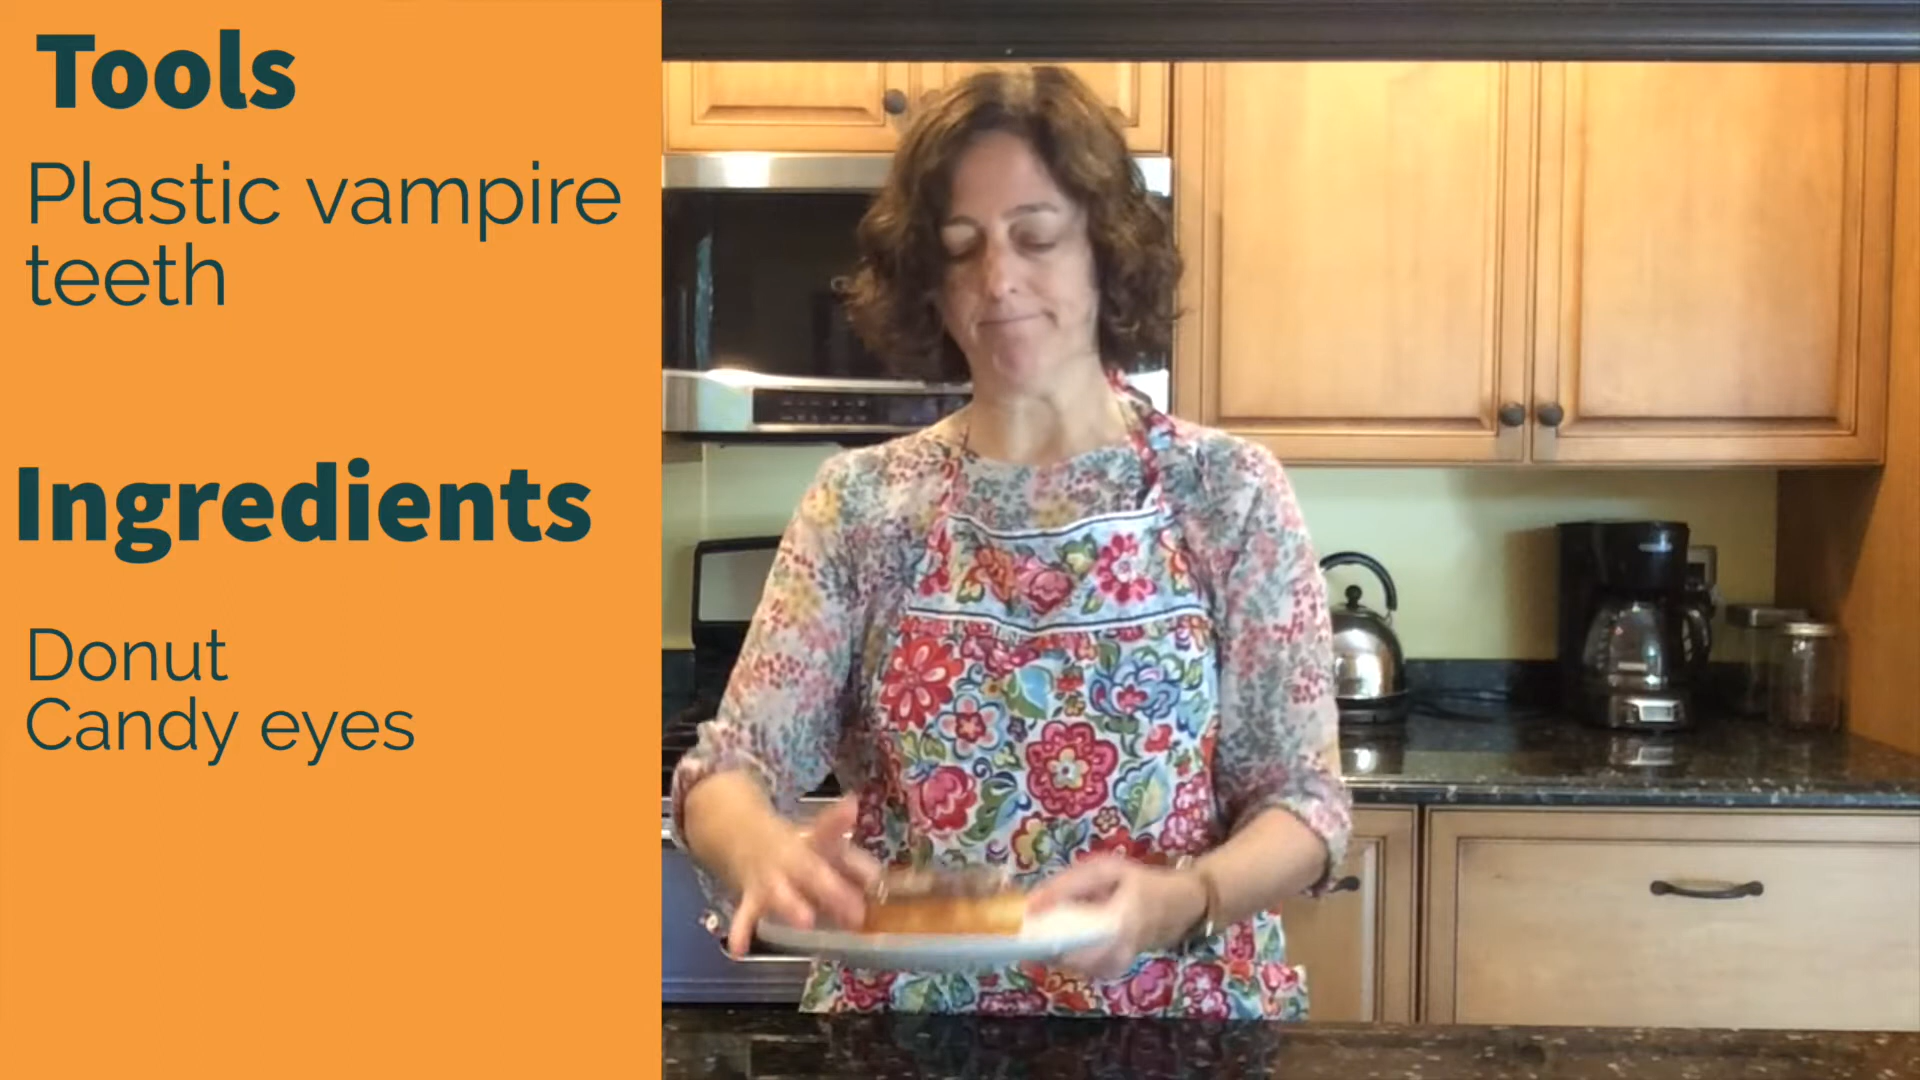 Tools
Plastic vampire
teeth
Ingredients
Donut
Candy eyes